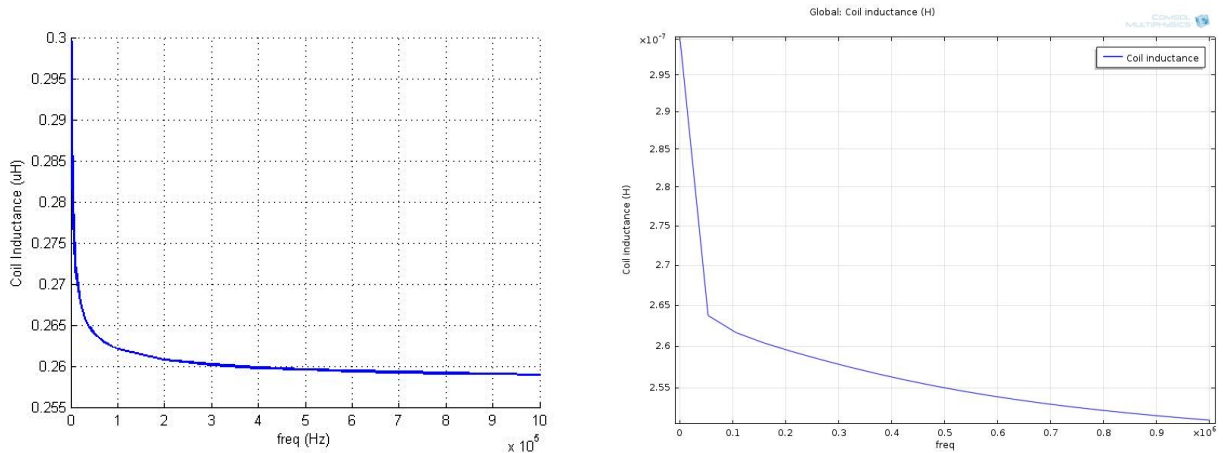 0.3
0.295
0.29
0.285
0.28
0.275
0.27
0.265
0.26
0.255
Coil Inductance (uH)
0 1 2 3 4 5 6 7 8 9 10
freq (Hz)
x 10^5
Global: Coil inductance (H)
COMSOL
MULTIPHYSICS
×10^-7
2.95
2.9
2.85
2.8
2.75
2.7
2.65
2.6
2.55
Coil inductance (H)
Coil inductance
0 0.1 0.2 0.3 0.4 0.5 0.6 0.7 0.8 0.9 ×10^6
freq